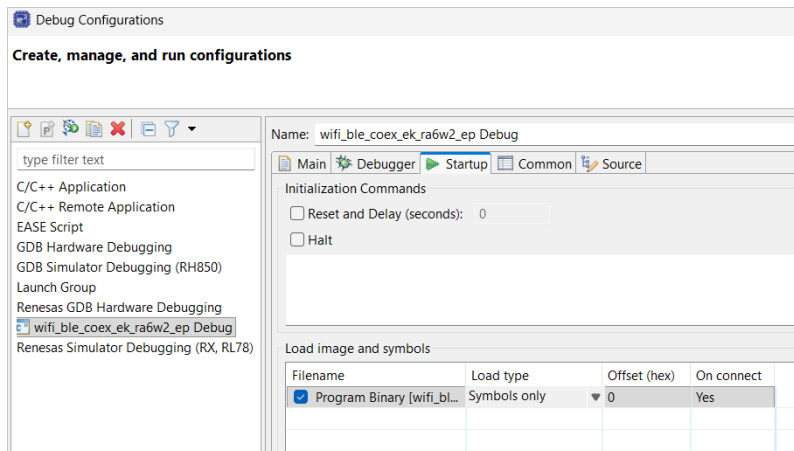 Debug Configurations
Create, manage, and run configurations
type filter text
C/C++ Application
C/C++ Remote Application
EASE Script
GDB Hardware Debugging
GDB Simulator Debugging (RH850)
Launch Group
Renesas GDB Hardware Debugging
wifi_ble_coex_ek_ra6w2_ep Debug
Renesas Simulator Debugging (RX, RL78)
Name: wifi_ble_coex_ek_ra6w2_ep Debug
Main Debugger Startup Common Source
Initialization Commands
Reset and Delay (seconds): 0
Halt
Load image and symbols
Filename Load type Offset (hex) On connect
Program Binary [wifi_bl... Symbols only 0 Yes